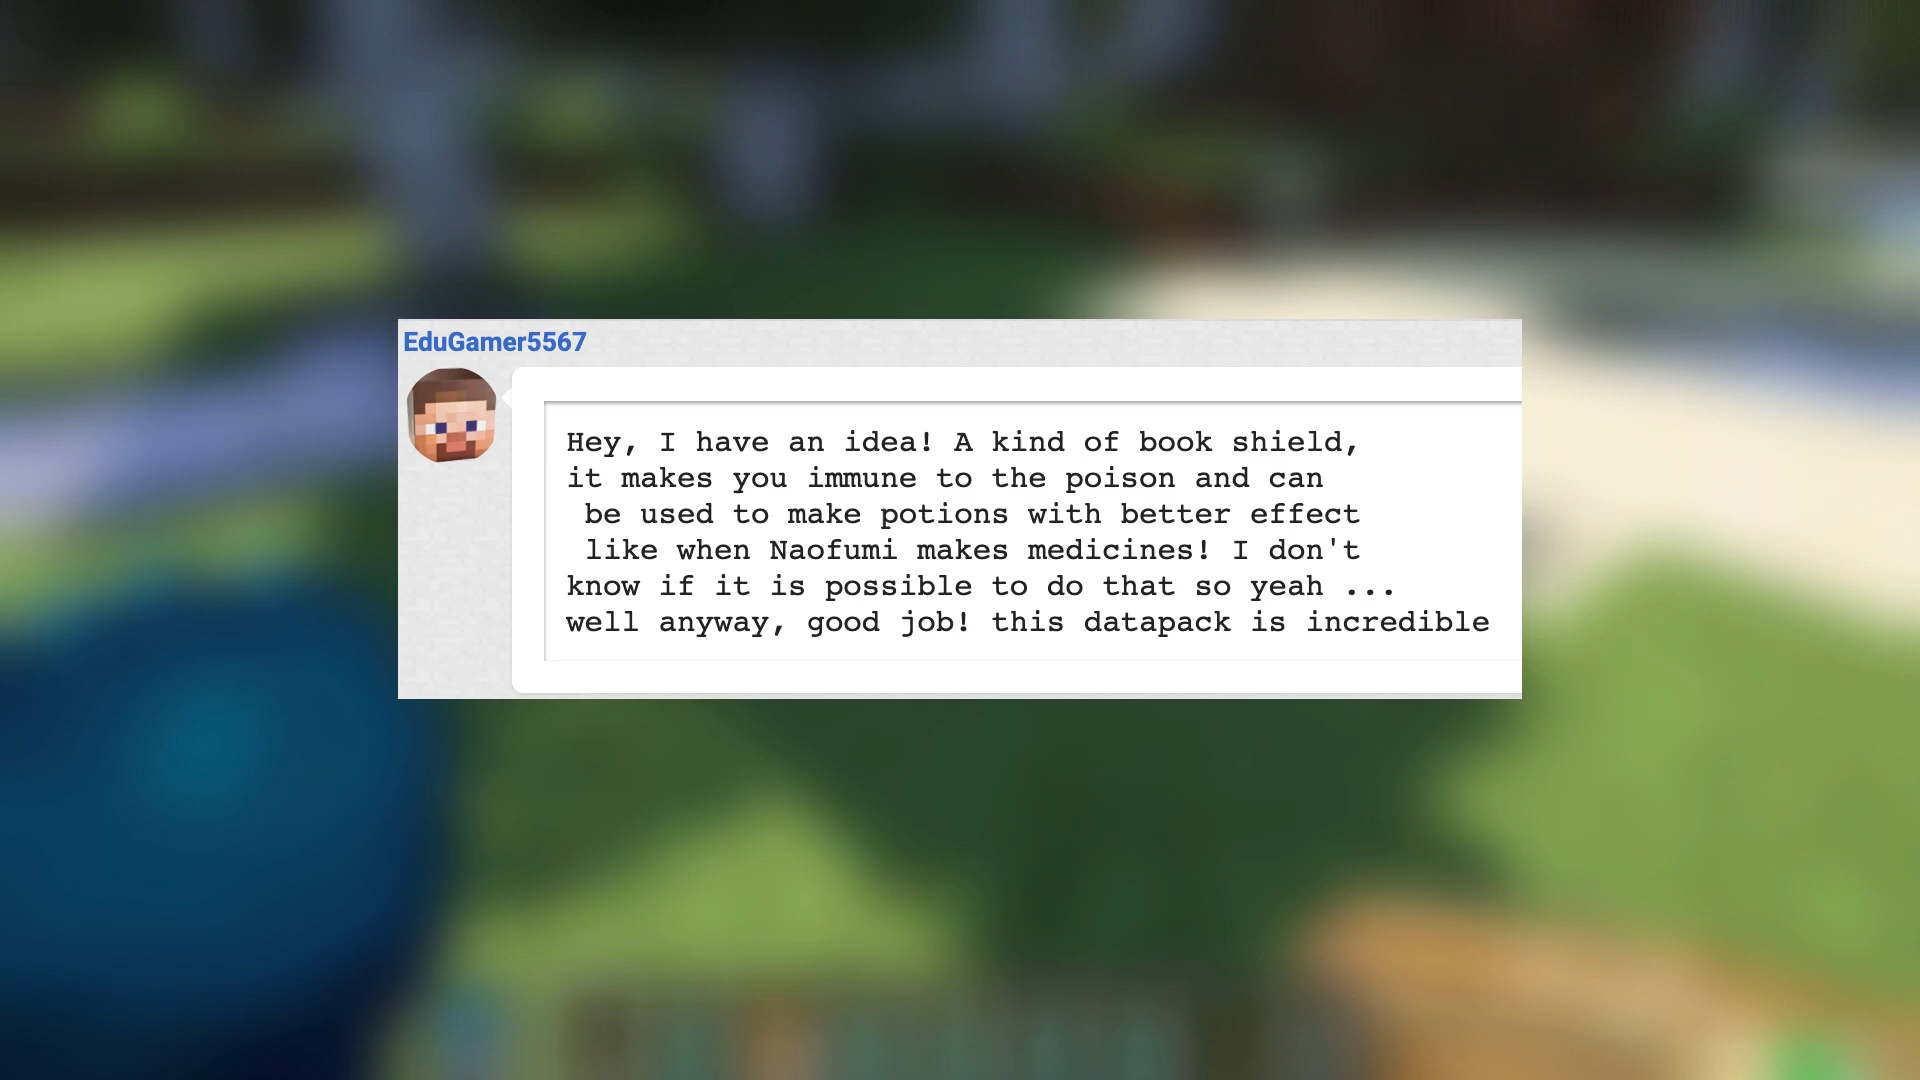 EduGamer5567
Hey, I have an idea! A kind of book shield,
it makes you immune to the poison and can
be used to make potions with better effect
like when Naofumi makes medicines! I don't
know if it is possible to do that so yeah ...
well anyway, good job! this datapack is incredible